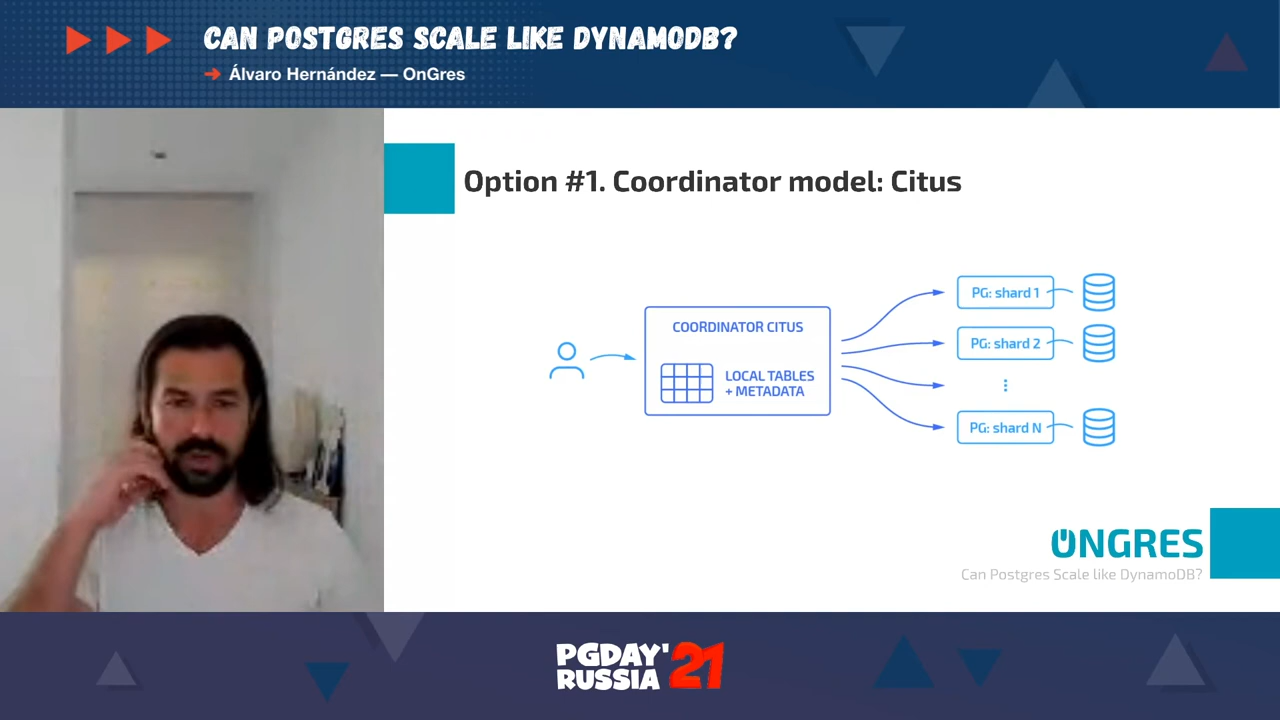 CAN POSTGRES SCALE LIKE DYNAMODB?
Álvaro Hernández — OnGres
Option #1. Coordinator model: Citus
COORDINATOR CITUS
LOCAL TABLES
+ METADATA
PG: shard 1
PG: shard 2
PG: shard N
ONGRES
Can Postgres Scale like DynamoDB?
PGDAY'21
RUSSIA